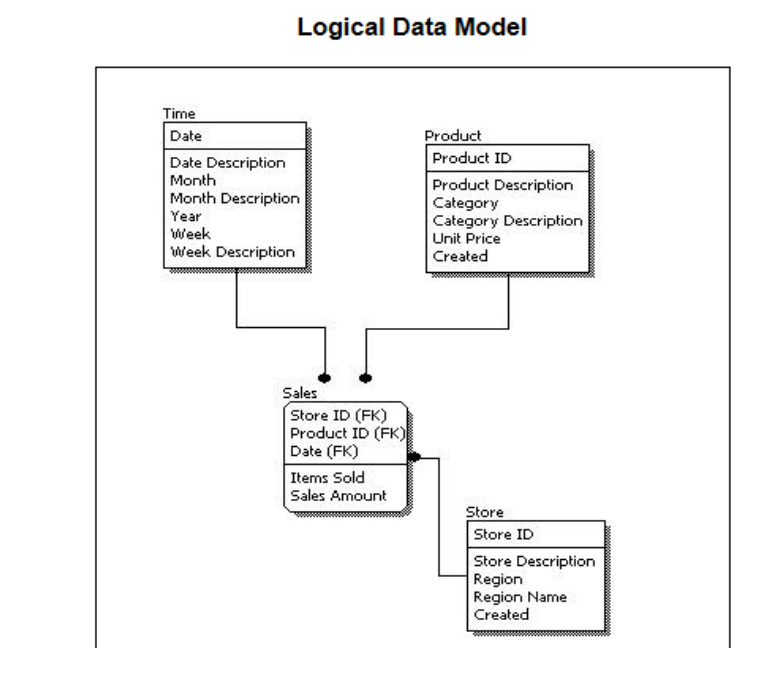 Logical Data Model
Time
Date
Date Description
Month
Month Description
Year
Week
Week Description
Product
Product ID
Product Description
Category
Category Description
Unit Price
Created
Sales
Store ID (FK)
Product ID (FK)
Date (FK)
Items Sold
Sales Amount
Store
Store ID
Store Description
Region
Region Name
Created